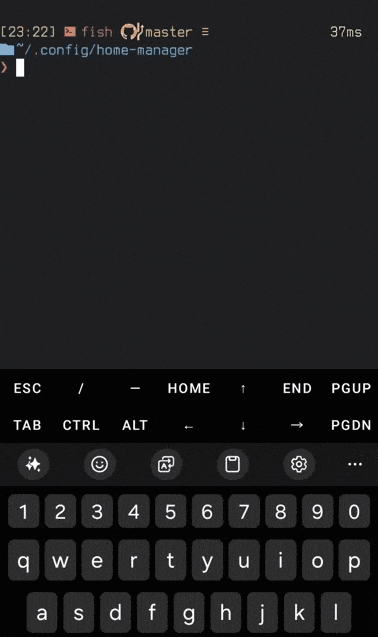 [23:22] fish master ≡ 37ms
~/.config/home-manager
❯
ESC / — HOME ↑ END PGUP
TAB CTRL ALT ← ↓ → PGDN
1 2 3 4 5 6 7 8 9 0
q w e r t y u i o p
a s d f g h j k l